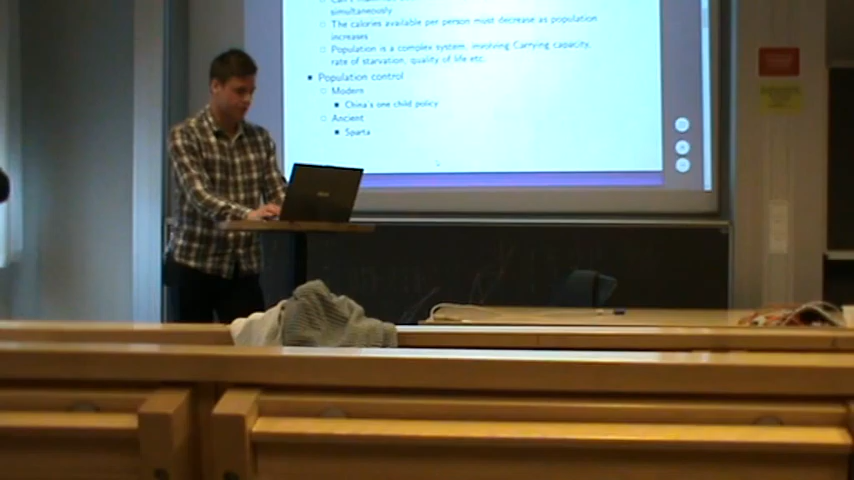 simultaneously.
The calories available per person must decrease as population
increases
Population is a complex system, involving Carrying capacity,
rate of starvation, quality of life etc.
Population control
Modern
China's one child policy
Ancient
Sparta